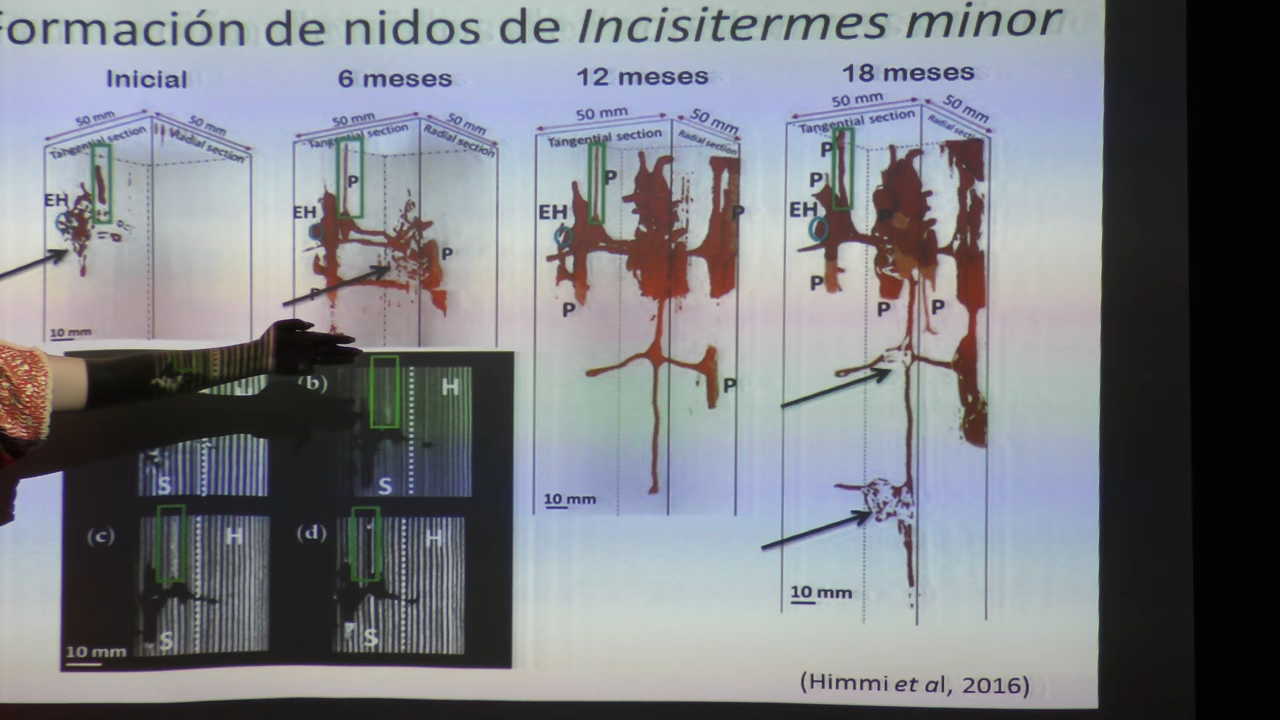 Formación de nidos de Incisitermes minor
Inicial
6 meses
12 meses
18 meses
50 mm
50 mm
Tangential section
Radial section
EH
10 mm
50 mm
50 mm
Tangential section
Radial section
P
EH
P
P
50 mm
50 mm
Tangential section
Radial section
P
EH
P
P
P
10 mm
50 mm
50 mm
Tangential section
Radial section
P
P
EH
P
P
P
10 mm
S
(b)
H
S
(c)
H
S
(d)
H
S
10 mm
(Himmi et al, 2016)